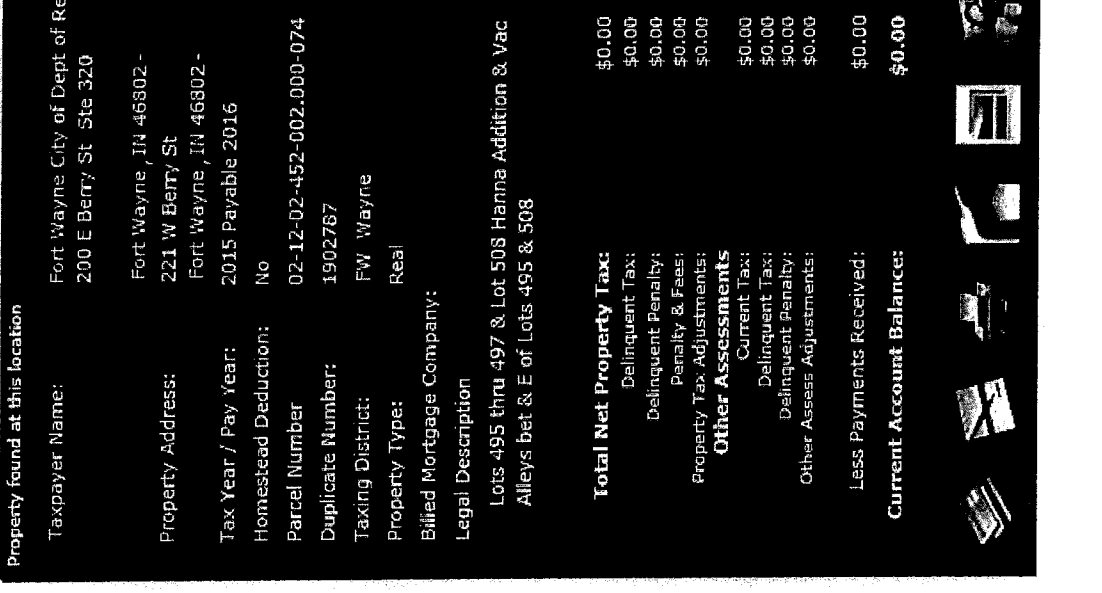 Property found at this location
Taxpayer Name: Fort Wayne City of Dept of Re
200 E Berry St Ste 320
Fort Wayne, IN 46802 -
Property Address: 221 W Berry St
Fort Wayne, IN 46802 -
Tax Year / Pay Year: 2015 Payable 2016
Homestead Deduction: No
Parcel Number 02-12-02-452-002.000-074
Duplicate Number: 1902787
Taxing District: FW Wayne
Property Type: Real
Billed Mortgage Company:
Legal Description
Lots 495 thru 497 & Lot 508 Hanna Addition & Vac
Alleys bet & E of Lots 495 & 508
Total Net Property Tax: $0.00
Delinquent Tax: $0.00
Delinquent Penalty: $0.00
Penalty & Fees: $0.00
Property Tax Adjustments: $0.00
Other Assessments
Current Tax: $0.00
Delinquent Tax: $0.00
Delinquent Penalty: $0.00
Other Assess Adjustments: $0.00
Less Payments Received: $0.00
Current Account Balance: $0.00